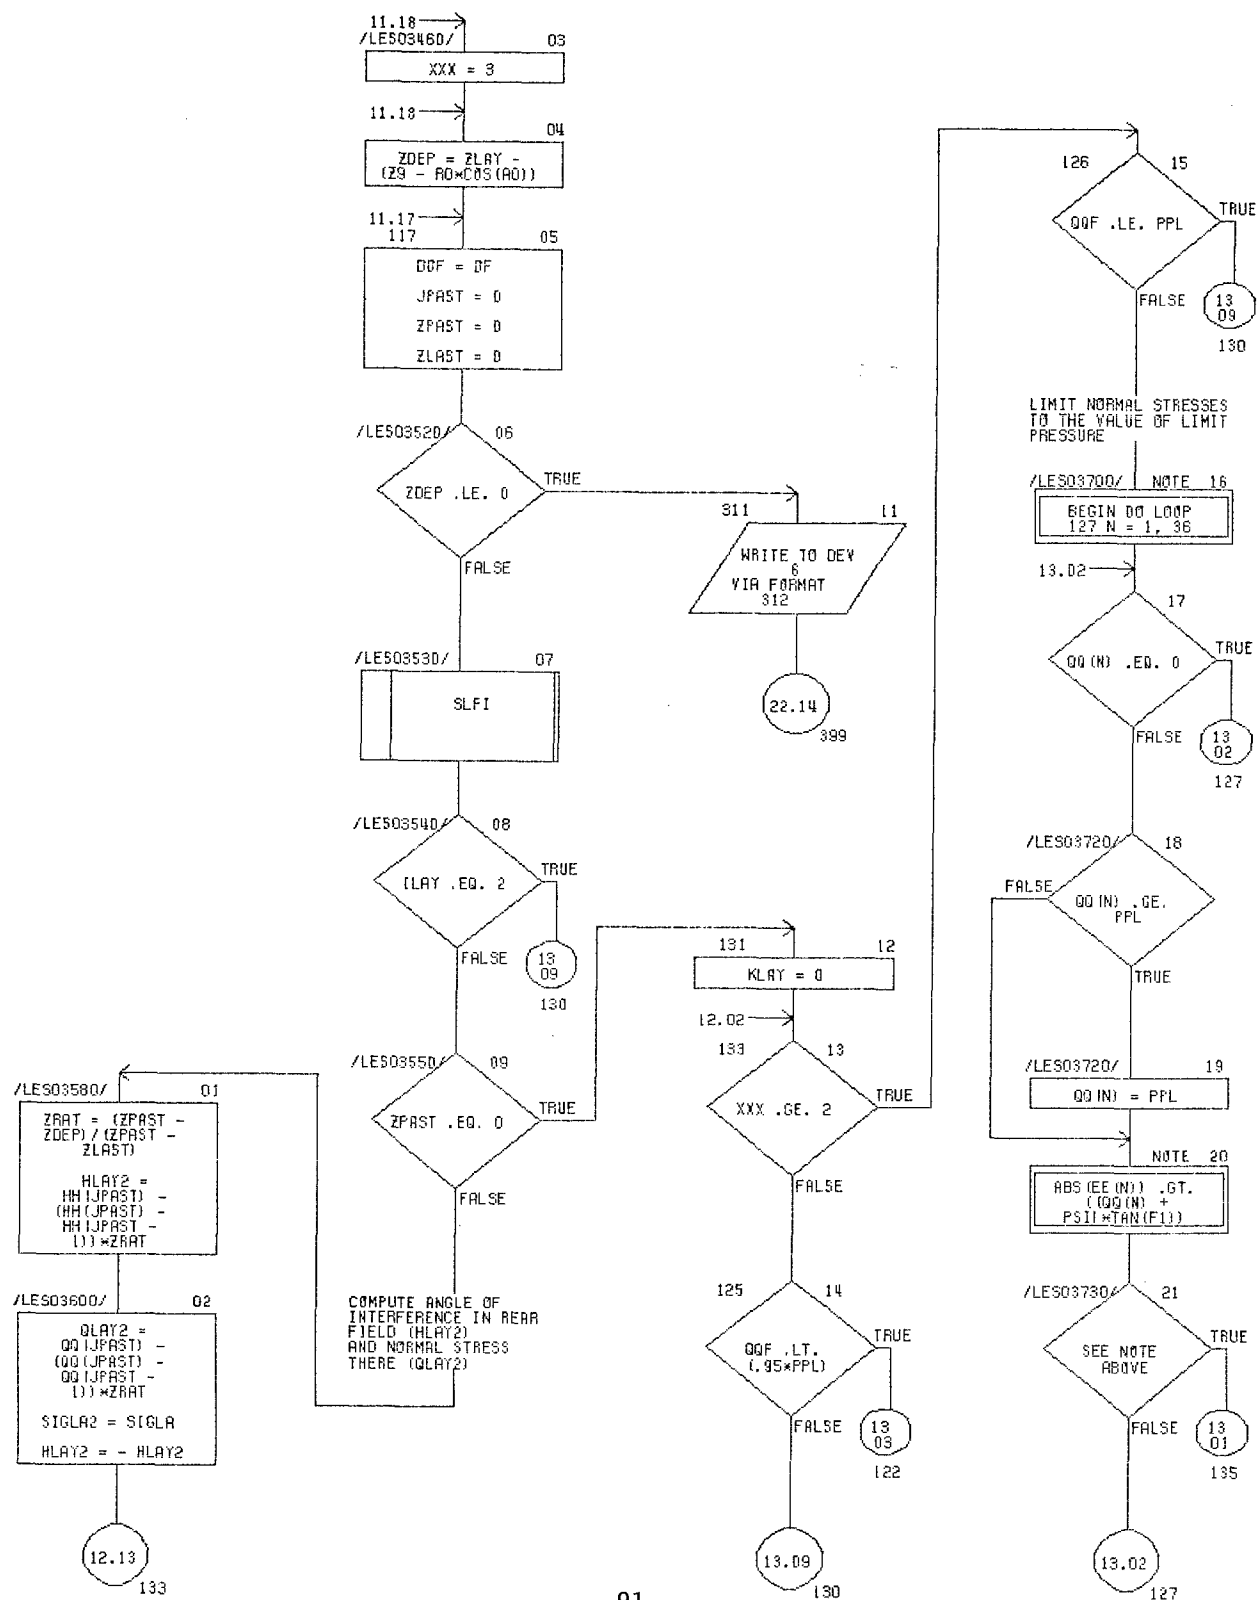 11.18
/LES03460/ 03
XXX = 3
11.18
04
ZDEP = ZLAY -
(Z9 - R0*COS(A0))
11.17
117 05
DOF = DF
JPAST = 0
ZPAST = 0
ZLAST = 0
/LES03520/ 06
ZDEP .LE. 0
TRUE
FALSE
311 11
WRITE TO DEV
6
VIA FORMAT
312
22.14
399
/LES03530/ 07
SLFI
/LES03540/ 08
ILAY .EQ. 2
TRUE
FALSE
13
09
130
/LES03550/ 09
ZPAST .EQ. 0
TRUE
FALSE
COMPUTE ANGLE OF
INTERFERENCE IN REAR
FIELD (HLAY2)
AND NORMAL STRESS
THERE (QLAY2)
/LES03580/ 01
ZRAT = (ZPAST -
ZDEP)/(ZPAST -
ZLAST)
HLAY2 =
HH(JPAST) -
(HH(JPAST) -
HH(JPAST -
1))*ZRAT
/LES03600/ 02
QLAY2 =
QQ(JPAST) -
(QQ(JPAST) -
QQ(JPAST -
1))*ZRAT
SIGLA2 = SIGLA
HLAY2 = - HLAY2
12.13
133
131 12
KLAY = 0
12.02
133 13
XXX .GE. 2
TRUE
FALSE
125 14
QQF .LT.
(.95*PPL)
TRUE
FALSE
13
03
122
13.09
130
126 15
QQF .LE. PPL
TRUE
FALSE
13
09
130
LIMIT NORMAL STRESSES
TO THE VALUE OF LIMIT
PRESSURE
/LES03700/ NOTE 16
BEGIN DO LOOP
127 N = 1, 36
13.02
17
QQ(N) .EQ. 0
TRUE
FALSE
13
02
127
/LES03720/ 18
FALSE
QQ(N) .GE.
PPL
TRUE
/LES03720/ 19
QQ(N) = PPL
NOTE 20
ABS(EE(N)) .GT.
((QQ(N) +
PSI)*TAN(F1))
/LES03730/ 21
SEE NOTE
ABOVE
TRUE
FALSE
13
01
135
13.02
127